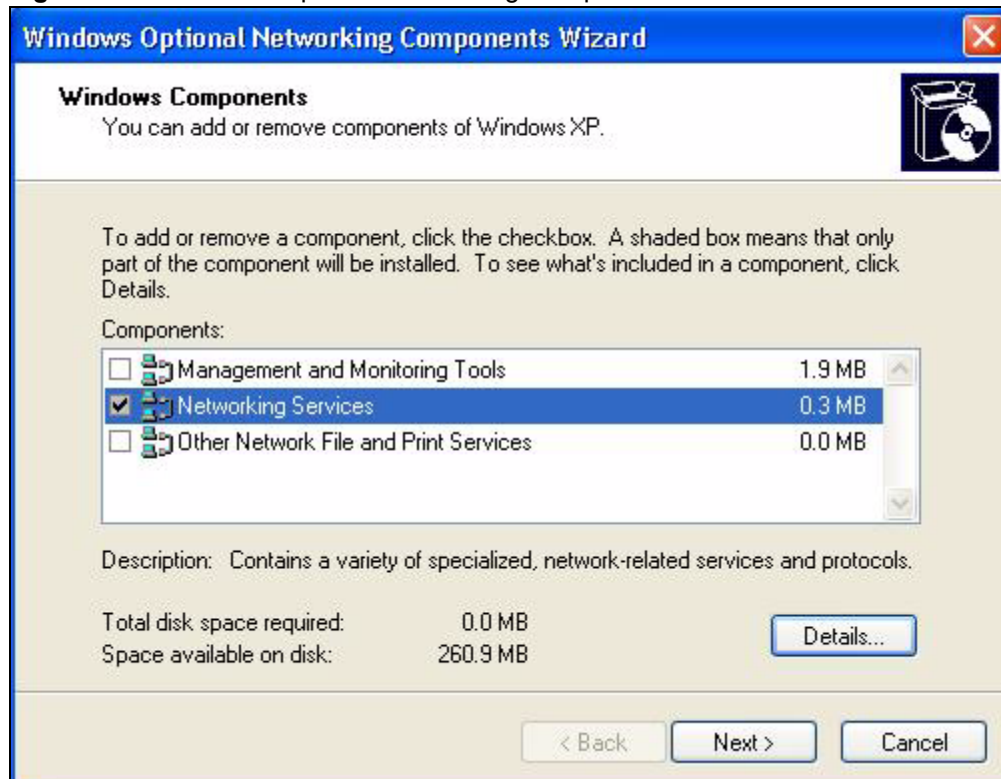 Windows Optional Networking Components Wizard
Windows Components
You can add or remove components of Windows XP.
To add or remove a component, click the checkbox. A shaded box means that only
part of the component will be installed. To see what's included in a component, click
Details.
Components:
Management and Monitoring Tools 1.9 MB
Networking Services 0.3 MB
Other Network File and Print Services 0.0 MB
Description: Contains a variety of specialized, network-related services and protocols.
Total disk space required: 0.0 MB
Space available on disk: 260.9 MB
Details...
< Back Next > Cancel